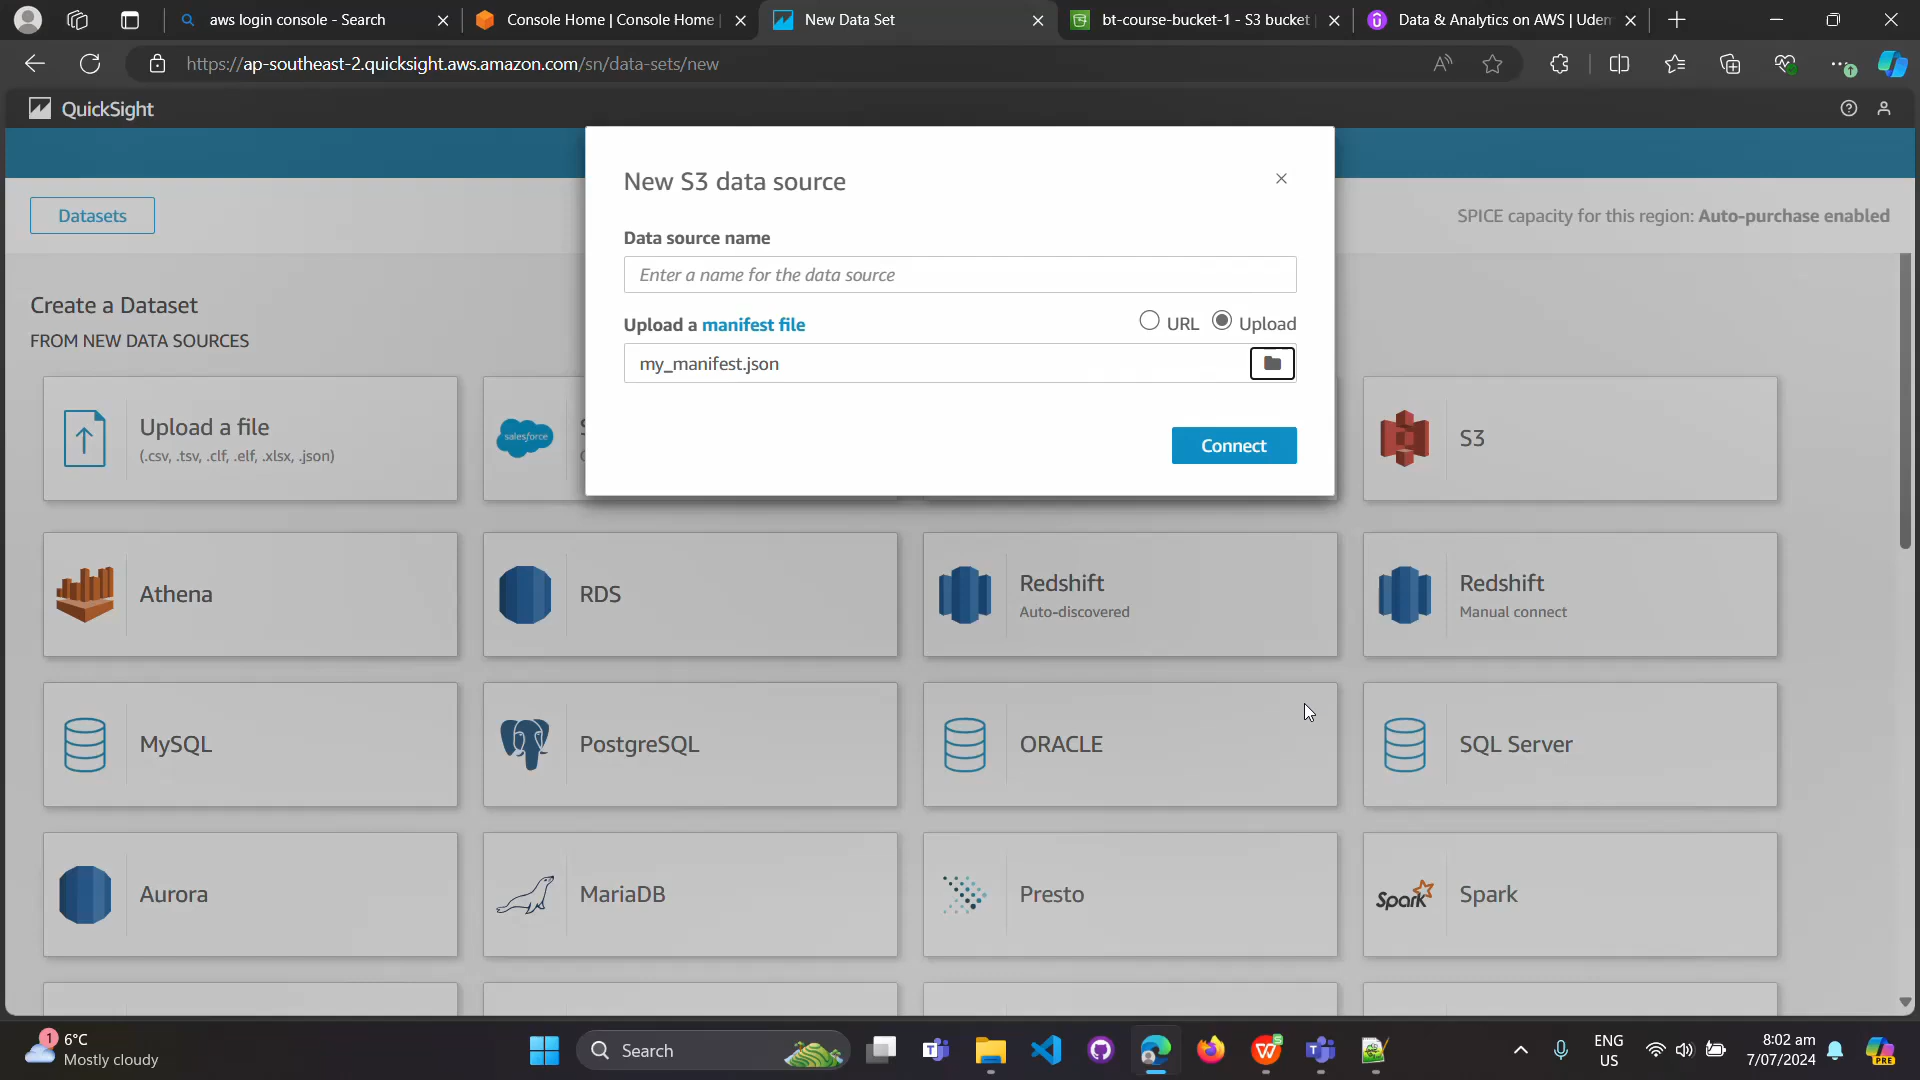 aws login console - Search
Console Home | Console Home
New Data Set
bt-course-bucket-1 - S3 bucket
Data & Analytics on AWS | Udem
https://ap-southeast-2.quicksight.aws.amazon.com/sn/data-sets/new
QuickSight
Datasets
SPICE capacity for this region: Auto-purchase enabled
New S3 data source
Data source name
Enter a name for the data source
Upload a manifest file
URL
Upload
my_manifest.json
Connect
Create a Dataset
FROM NEW DATA SOURCES
Upload a file
(.csv, .tsv, .clf, .elf, .xlsx, .json)
salesforce
S3
Athena
RDS
Redshift
Auto-discovered
Redshift
Manual connect
MySQL
PostgreSQL
ORACLE
SQL Server
Aurora
MariaDB
Presto
Spark
Spark
1
6°C
Mostly cloudy
Search
ENG
US
8:02 am
7/07/2024
PRE